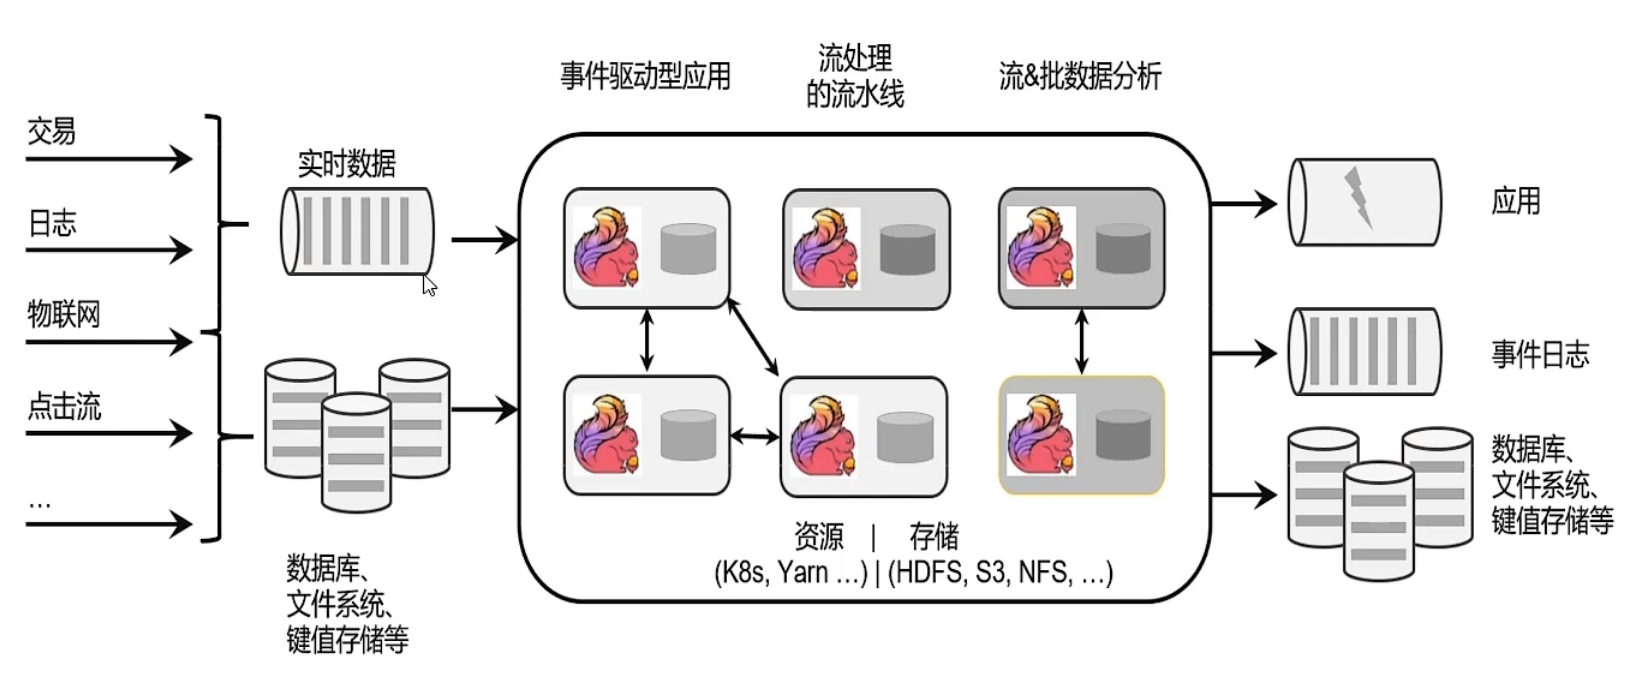 事件驱动型应用
流处理
的流水线
流&批数据分析
交易
日志
物联网
点击流
...
实时数据
数据库、
文件系统、
键值存储等
资源 | 存储
(K8s, Yarn ...) | (HDFS, S3, NFS, ...)
应用
事件日志
数据库、
文件系统、
键值存储等